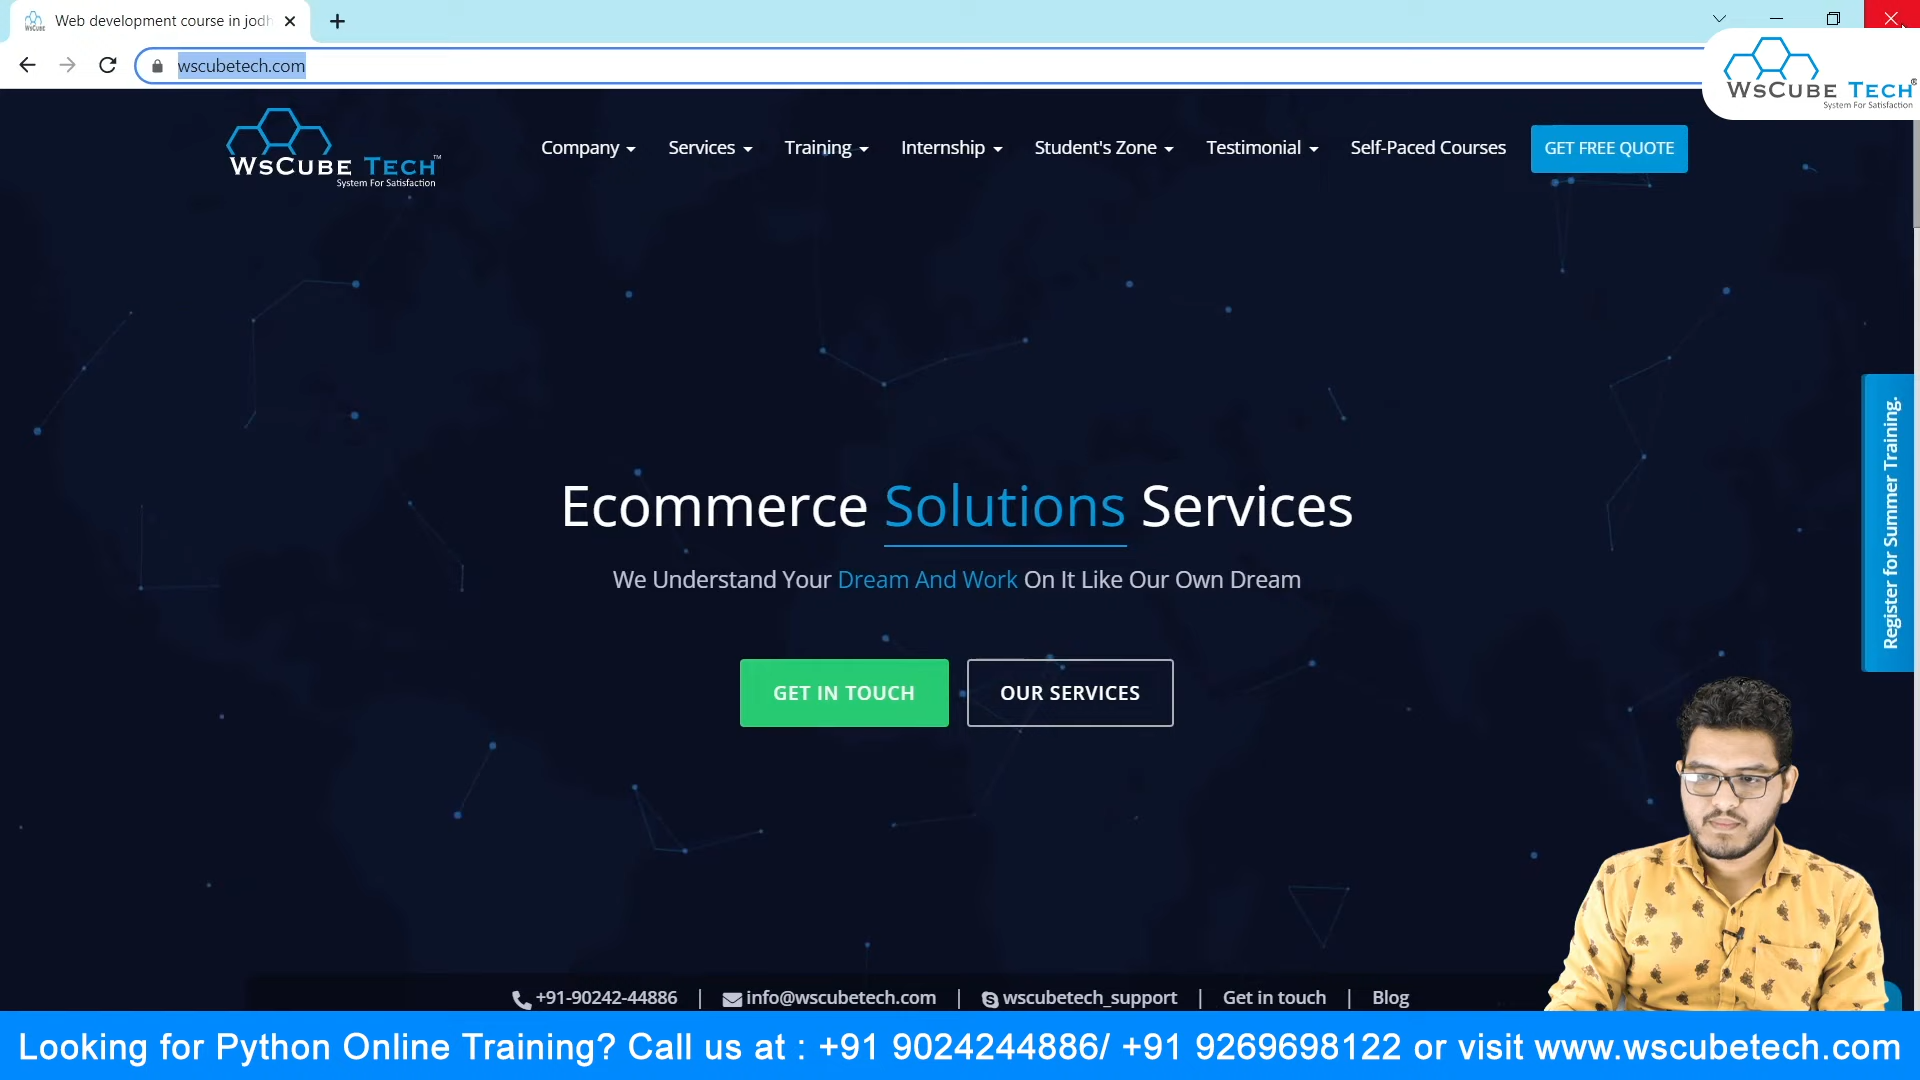 Web development course in jodh
wscubetech.com
WsCube Tech®
System For Satisfaction
WsCube Tech™
System For Satisfaction
Company
Services
Training
Internship
Student's Zone
Testimonial
Self-Paced Courses
GET FREE QUOTE
Register for Summer Training.
Ecommerce Solutions Services
We Understand Your Dream And Work On It Like Our Own Dream
GET IN TOUCH
OUR SERVICES
+91-90242-44886 | info@wscubetech.com | wscubetech_support | Get in touch | Blog
Looking for Python Online Training? Call us at : +91 9024244886/ +91 9269698122 or visit www.wscubetech.com